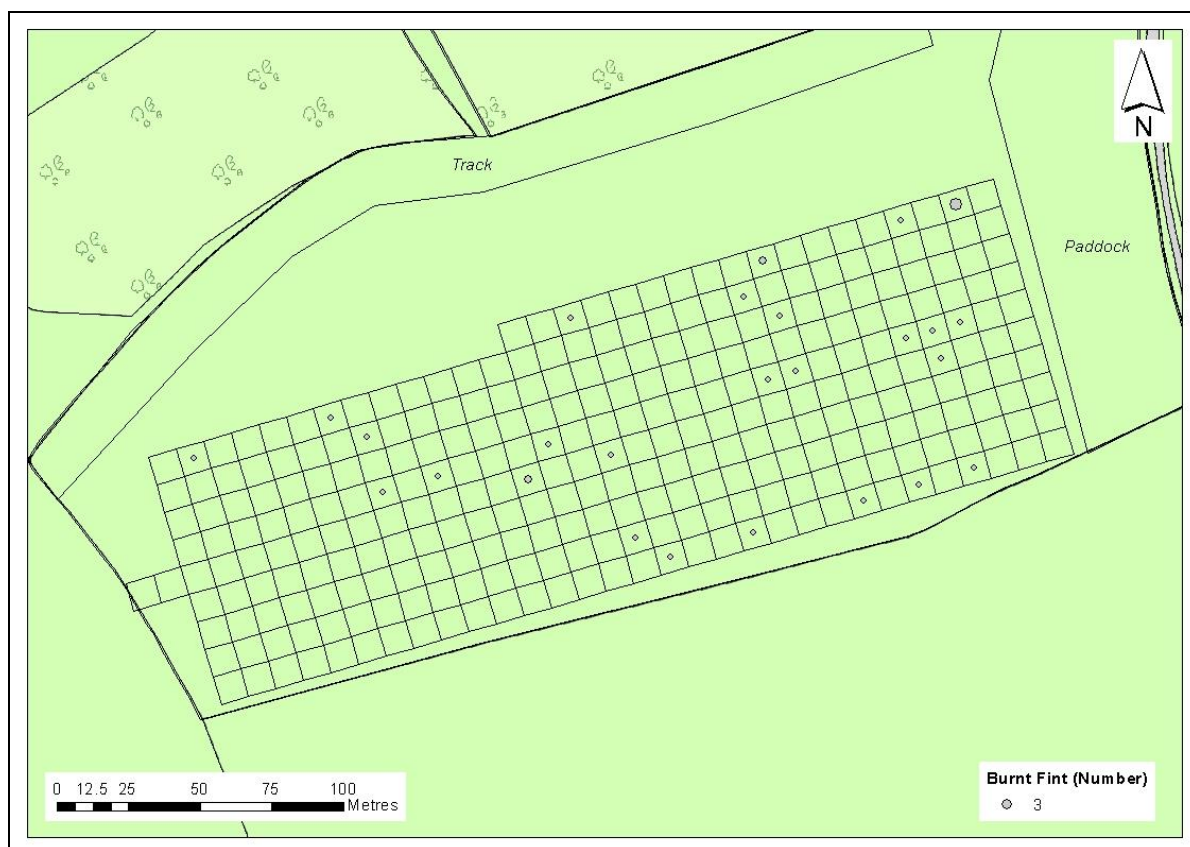 Track
N
Paddock
0 12.5 25 50 75 100
Metres
Burnt Fint (Number)
3